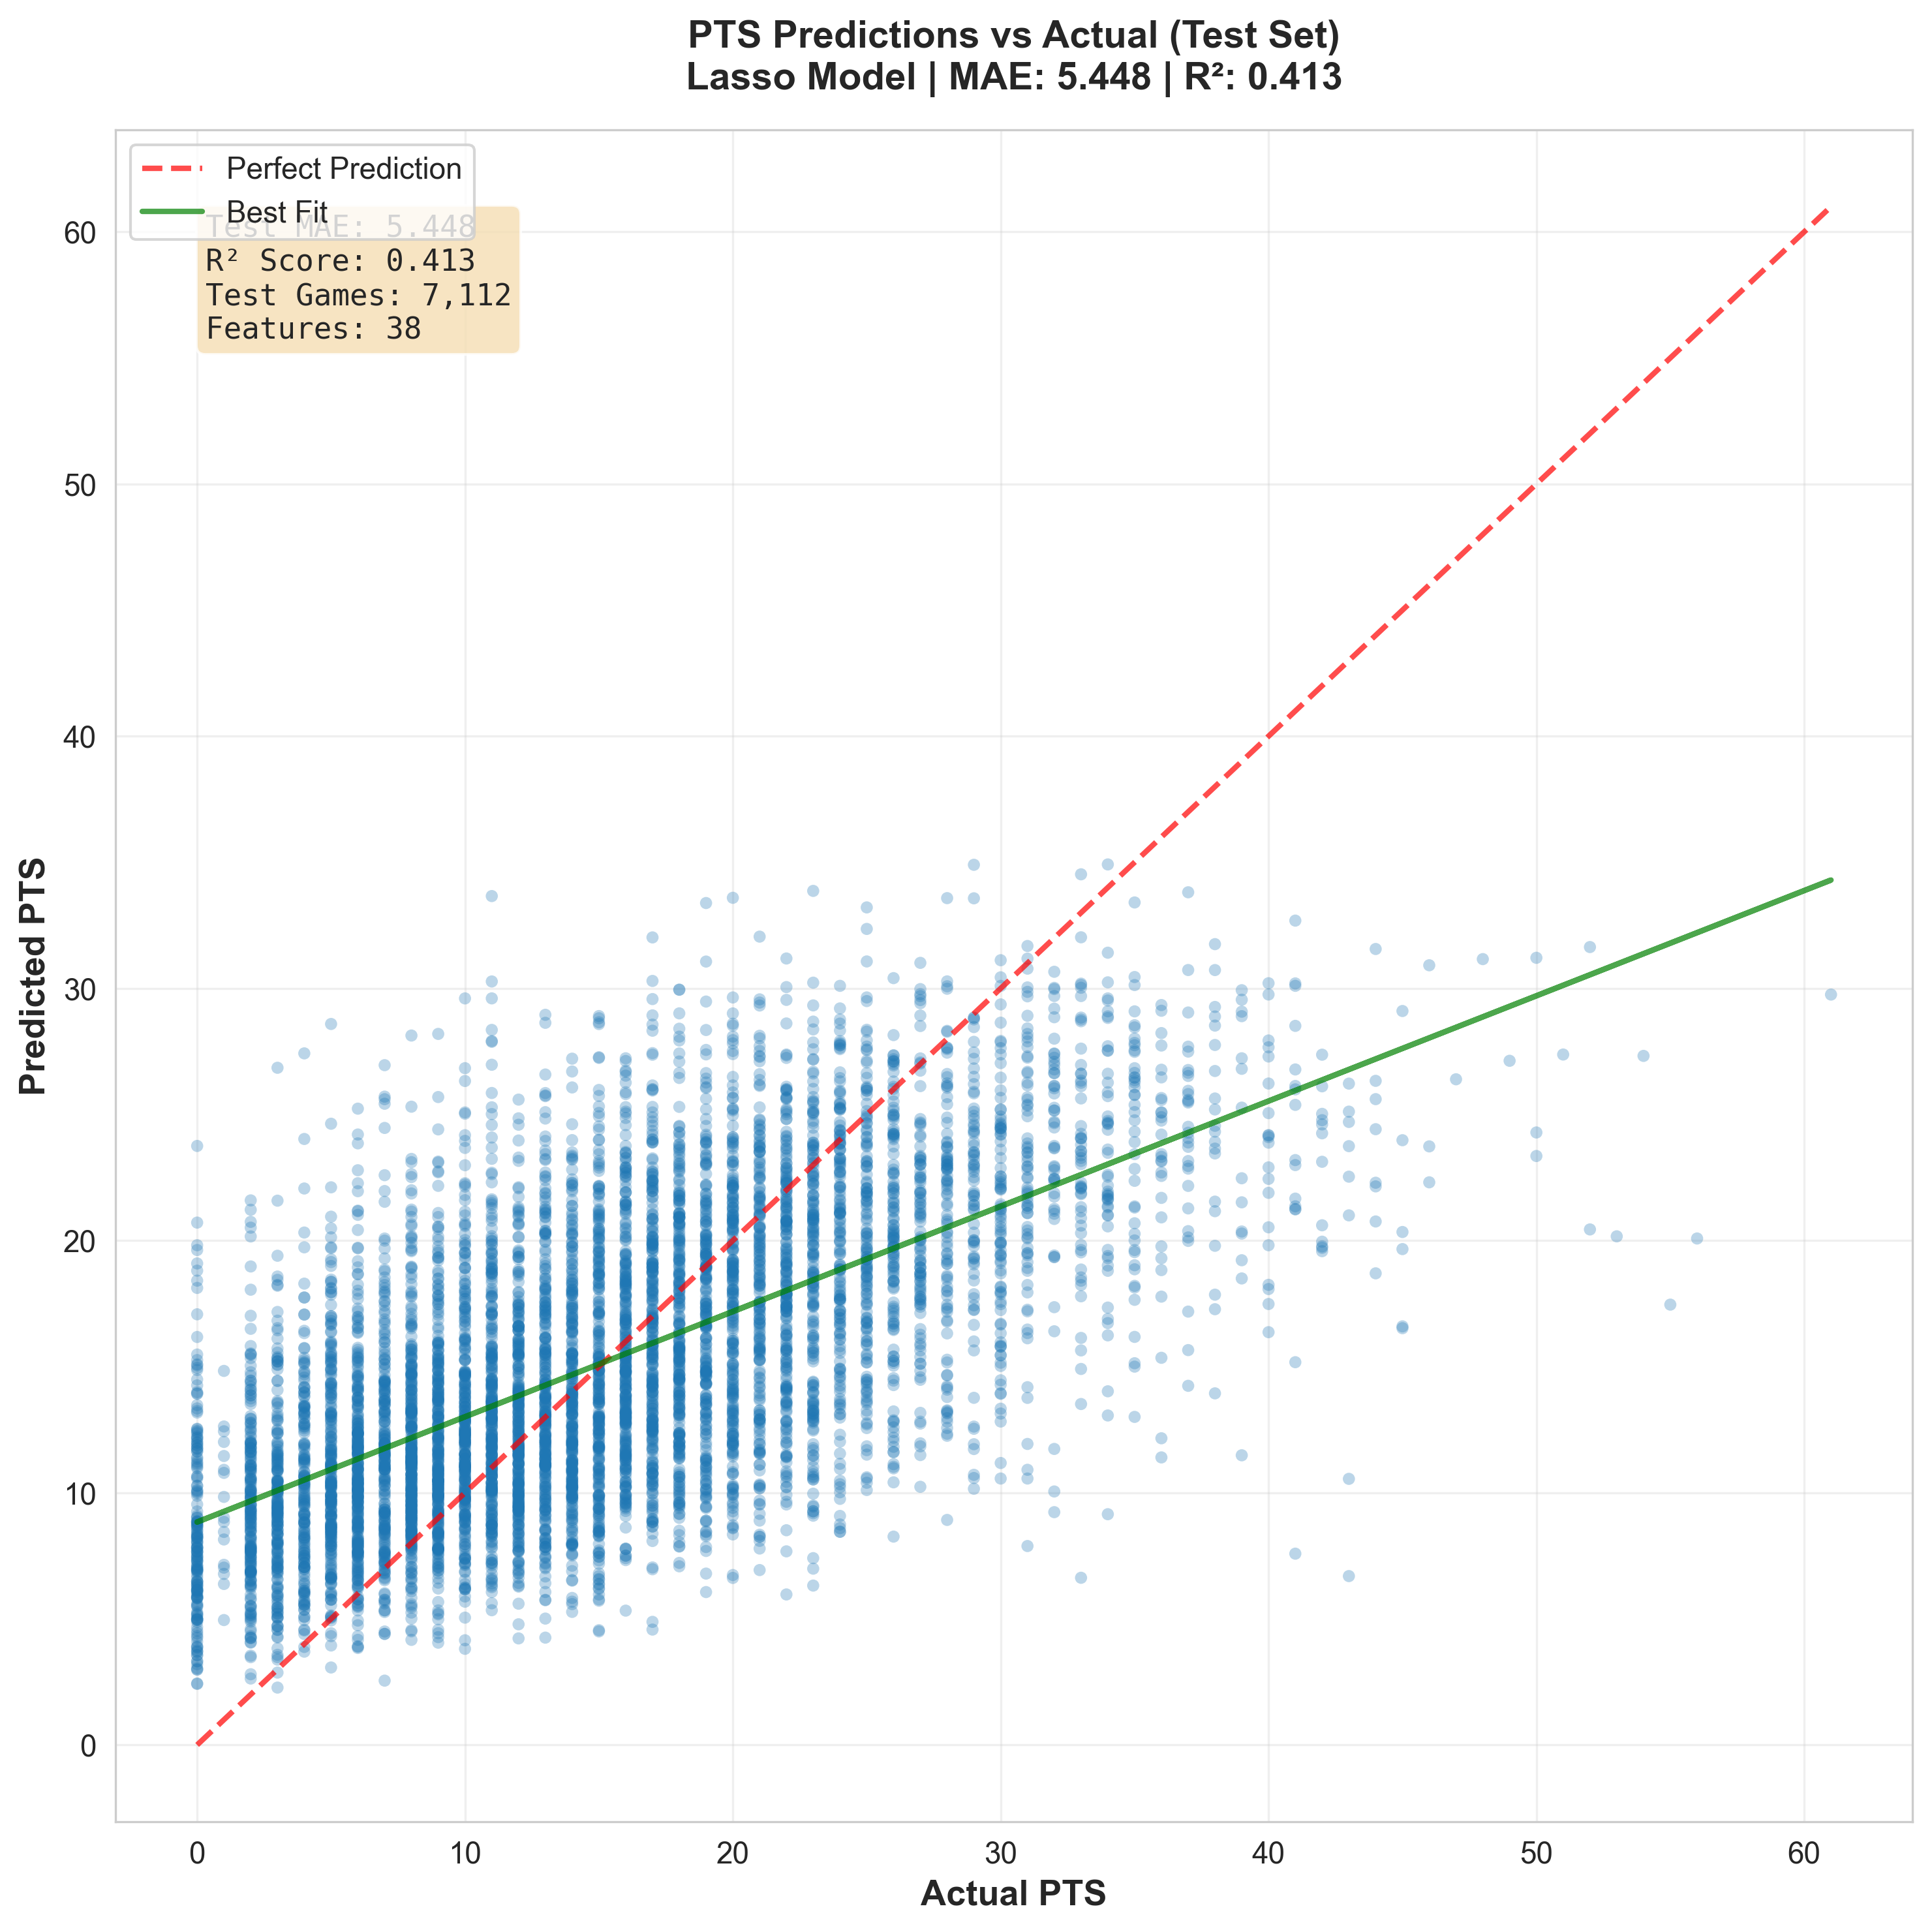 PTS Predictions vs Actual (Test Set)
Lasso Model | MAE: 5.448 | R²: 0.413
Perfect Prediction
Best Fit
Test MAE: 5.448
R² Score: 0.413
Test Games: 7,112
Features: 38
60
50
40
30
20
10
0
Predicted PTS
0
10
20
30
40
50
60
Actual PTS